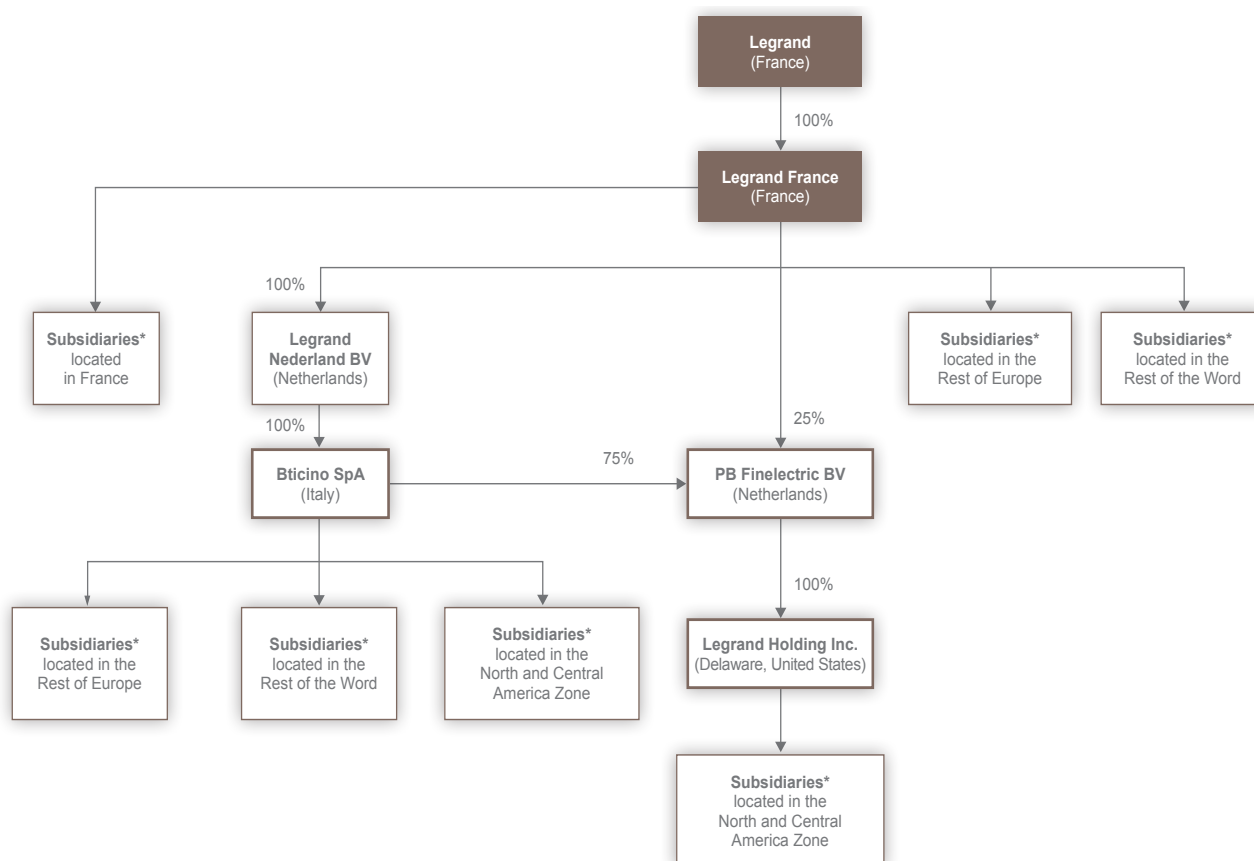 Legrand
(France)
100%
Legrand France
(France)
100%
Subsidiaries*
located
in France
Legrand
Nederland BV
(Netherlands)
Subsidiaries*
located in the
Rest of Europe
Subsidiaries*
located in the
Rest of the Word
100%
25%
Bticino SpA
(Italy)
75%
PB Finelectric BV
(Netherlands)
100%
Subsidiaries*
located in the
Rest of Europe
Subsidiaries*
located in the
Rest of the Word
Subsidiaries*
located in the
North and Central
America Zone
Legrand Holding Inc.
(Delaware, United States)
Subsidiaries*
located in the
North and Central
America Zone